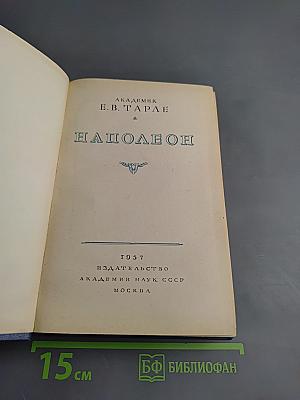 АКАДЕМИК
Е.В. ТАРЛЕ
НАПОЛЕОН
1957
ИЗДАТЕЛЬСТВО
АКАДЕМИИ НАУК СССР
МОСКВА
15 см
БФ БИБЛИОФАН